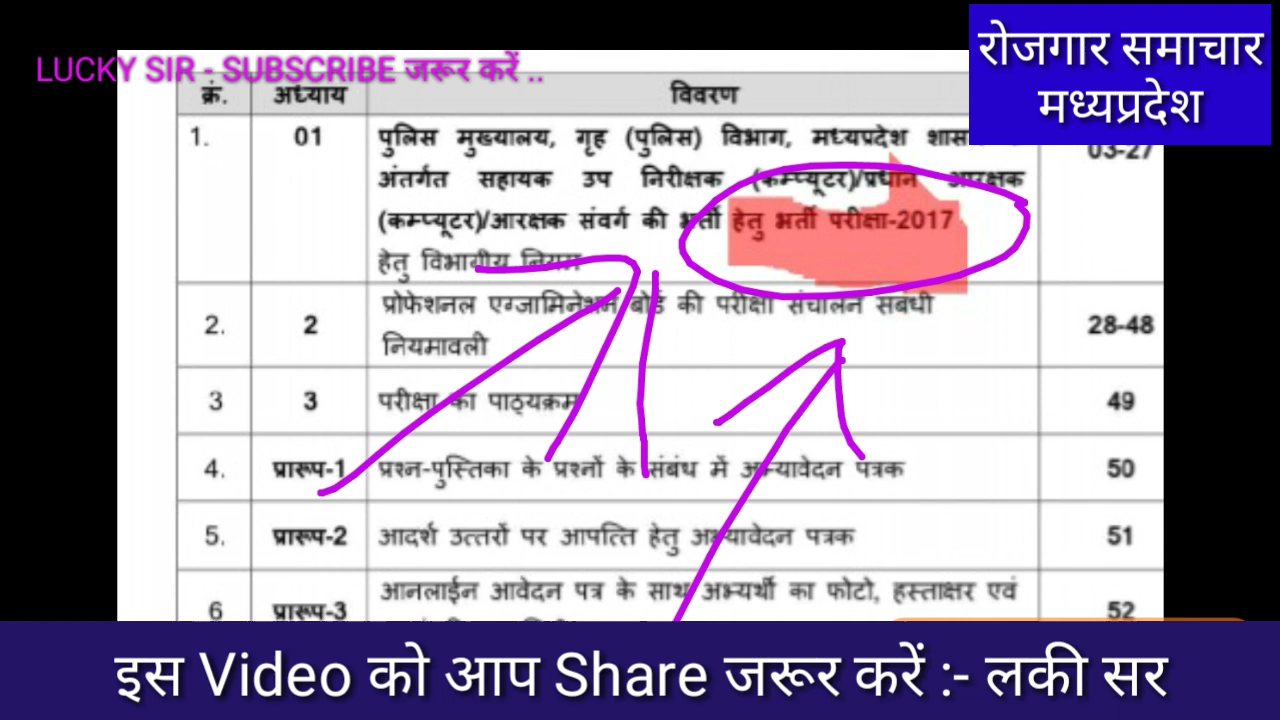 रोजगार समाचार
मध्यप्रदेश
LUCKY SIR - SUBSCRIBE जरूर करें ..
क्रं. अध्याय विवरण
1. 01 पुलिस मुख्यालय, गृह (पुलिस) विभाग, मध्यप्रदेश 03-27
अंतर्गत सहायक उप निरीक्षक (कम्प्यूटर)/प्रधान आरक्षक
(कम्प्यूटर)/आरक्षक संवर्ग की भर्ती हेतु भर्ती परीक्षा-2017
हेतु विभागीय नियम
2. 2 प्रोफेशनल एग्जामिनेशन बोर्ड की परीक्षा संचालन संबंधी 28-48
नियमावली
3 3 परीक्षा का पाठ्यक्रम 49
4. प्रारूप-1 प्रश्न-पुस्तिका के प्रश्नों के संबंध में अभ्यावेदन पत्रक 50
5. प्रारूप-2 आदर्श उत्तरों पर आपत्ति हेतु अभ्यावेदन पत्रक 51
6 प्रारूप-3 आनलाईन आवेदन पत्र के साथ अभ्यर्थी का फोटो, हस्ताक्षर एवं 52
इस Video को आप Share जरूर करें :- लकी सर